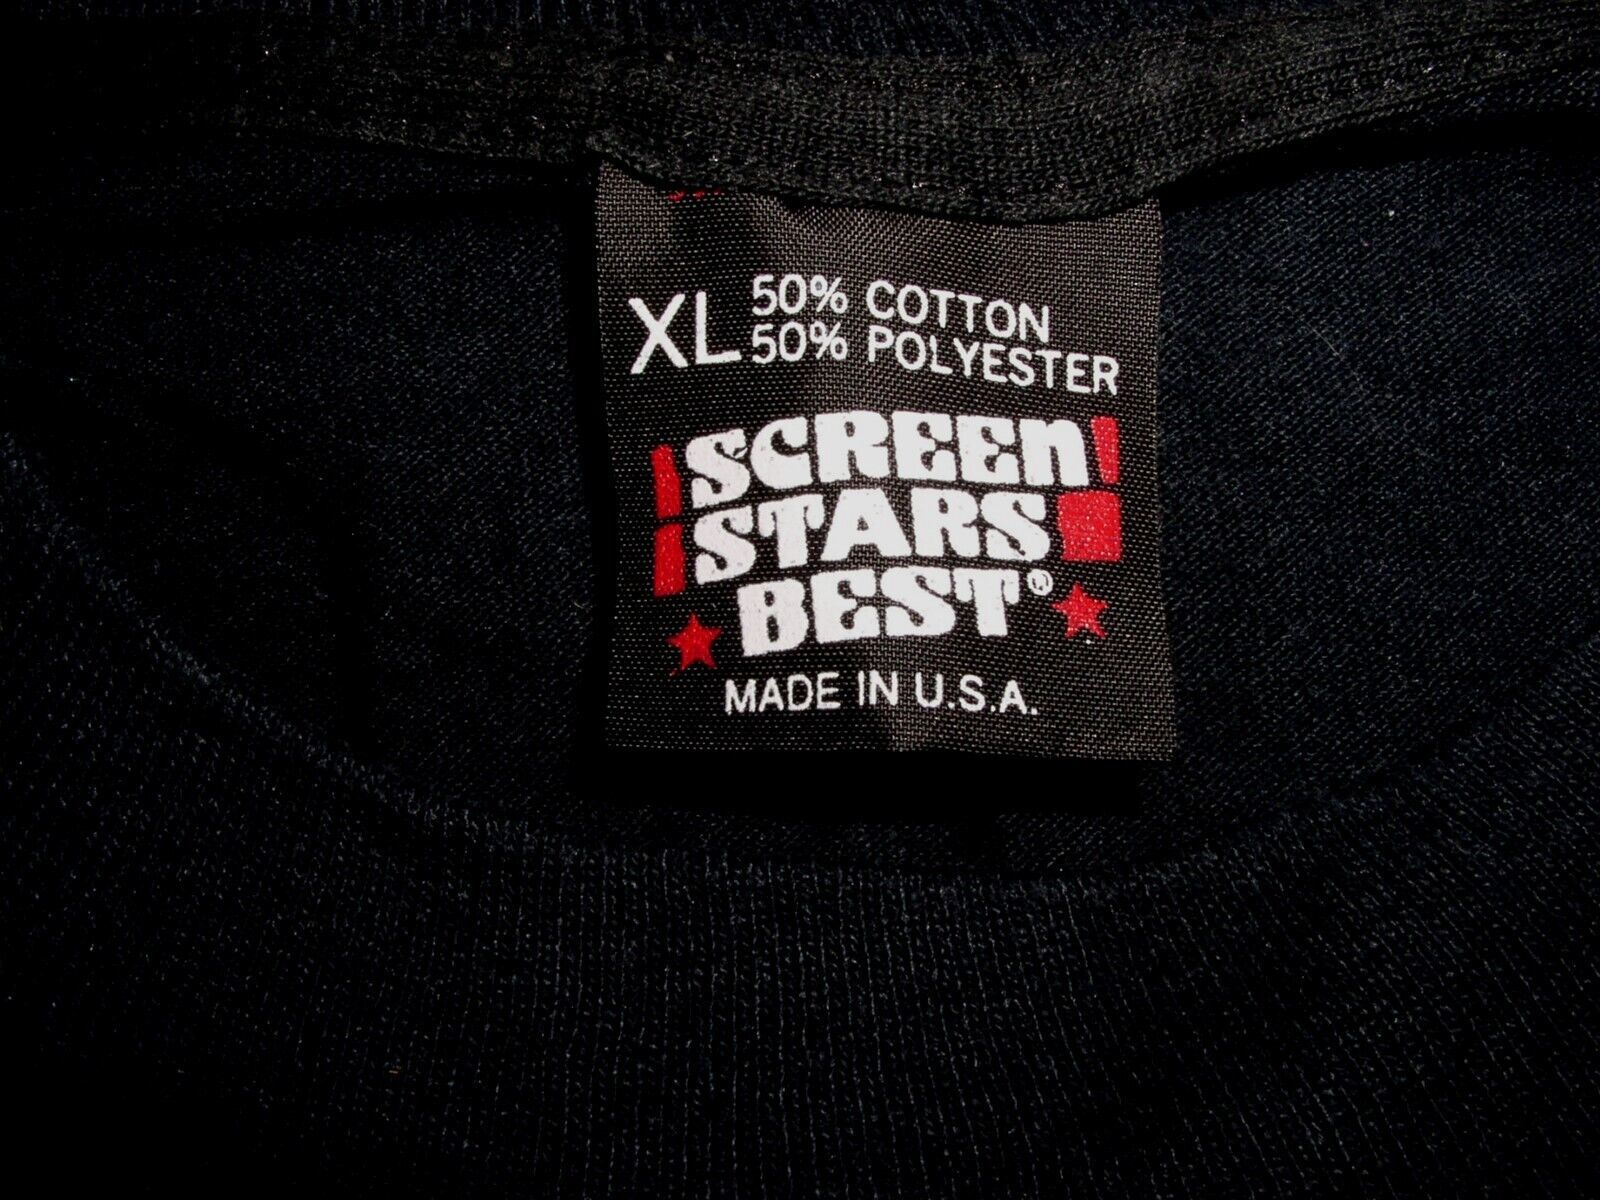 XL
50% COTTON
50% POLYESTER
SCREEN
STARS
BEST®
MADE IN U.S.A.